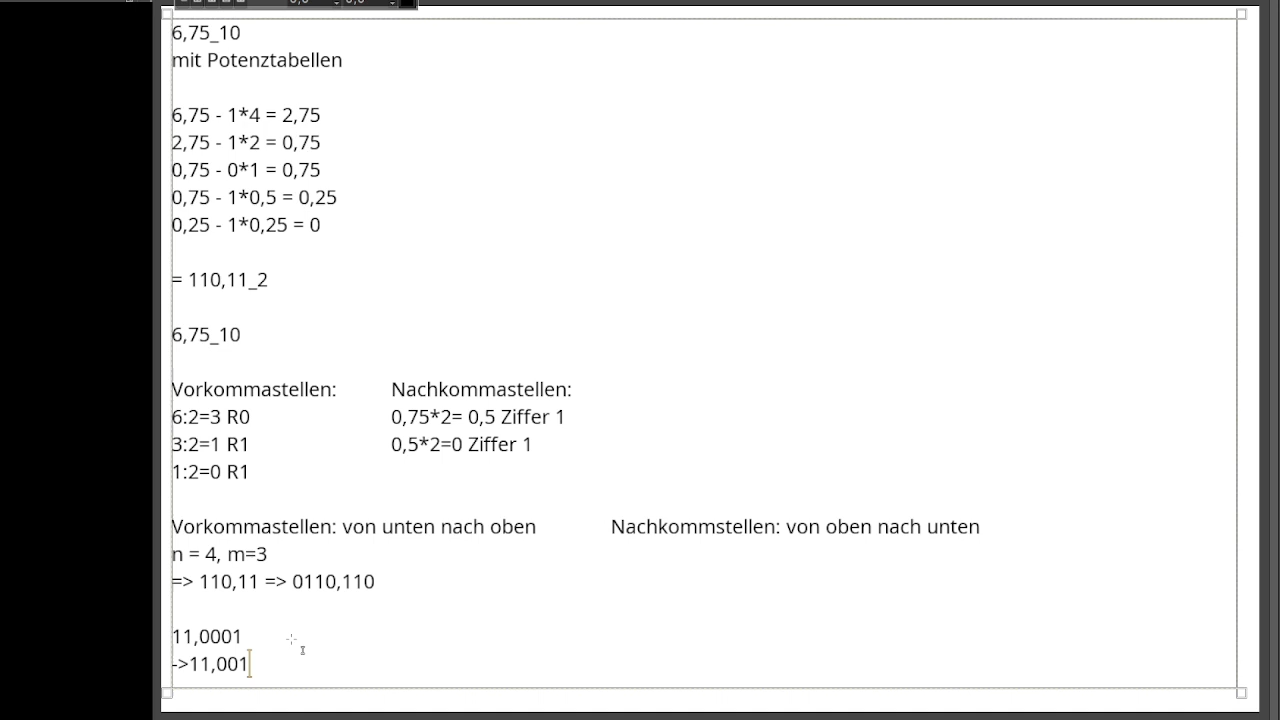 6,75_10
mit Potenztabellen
6,75 - 1*4 = 2,75
2,75 - 1*2 = 0,75
0,75 - 0*1 = 0,75
0,75 - 1*0,5 = 0,25
0,25 - 1*0,25 = 0
= 110,11_2
6,75_10
Vorkommastellen: Nachkommastellen:
6:2=3 R0 0,75*2= 0,5 Ziffer 1
3:2=1 R1 0,5*2=0 Ziffer 1
1:2=0 R1
Vorkommastellen: von unten nach oben Nachkommstellen: von oben nach unten
n = 4, m=3
=> 110,11 => 0110,110
11,0001
->11,001